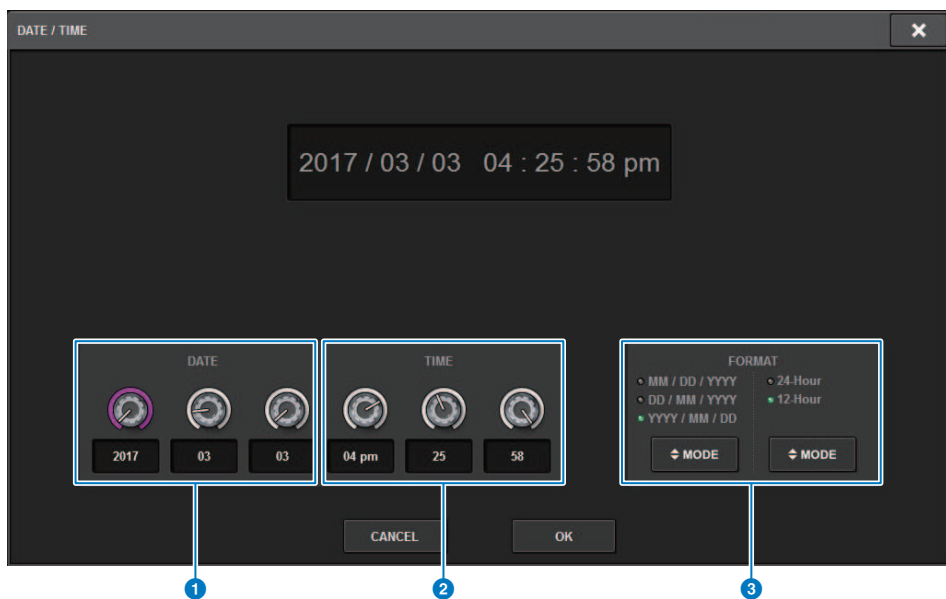 DATE / TIME
2017 / 03 / 03 04 : 25 : 58 pm
DATE
2017 03 03
TIME
04 pm 25 58
FORMAT
MM / DD / YYYY
DD / MM / YYYY
YYYY / MM / DD
MODE
24-Hour
12-Hour
MODE
CANCEL OK
1 2 3